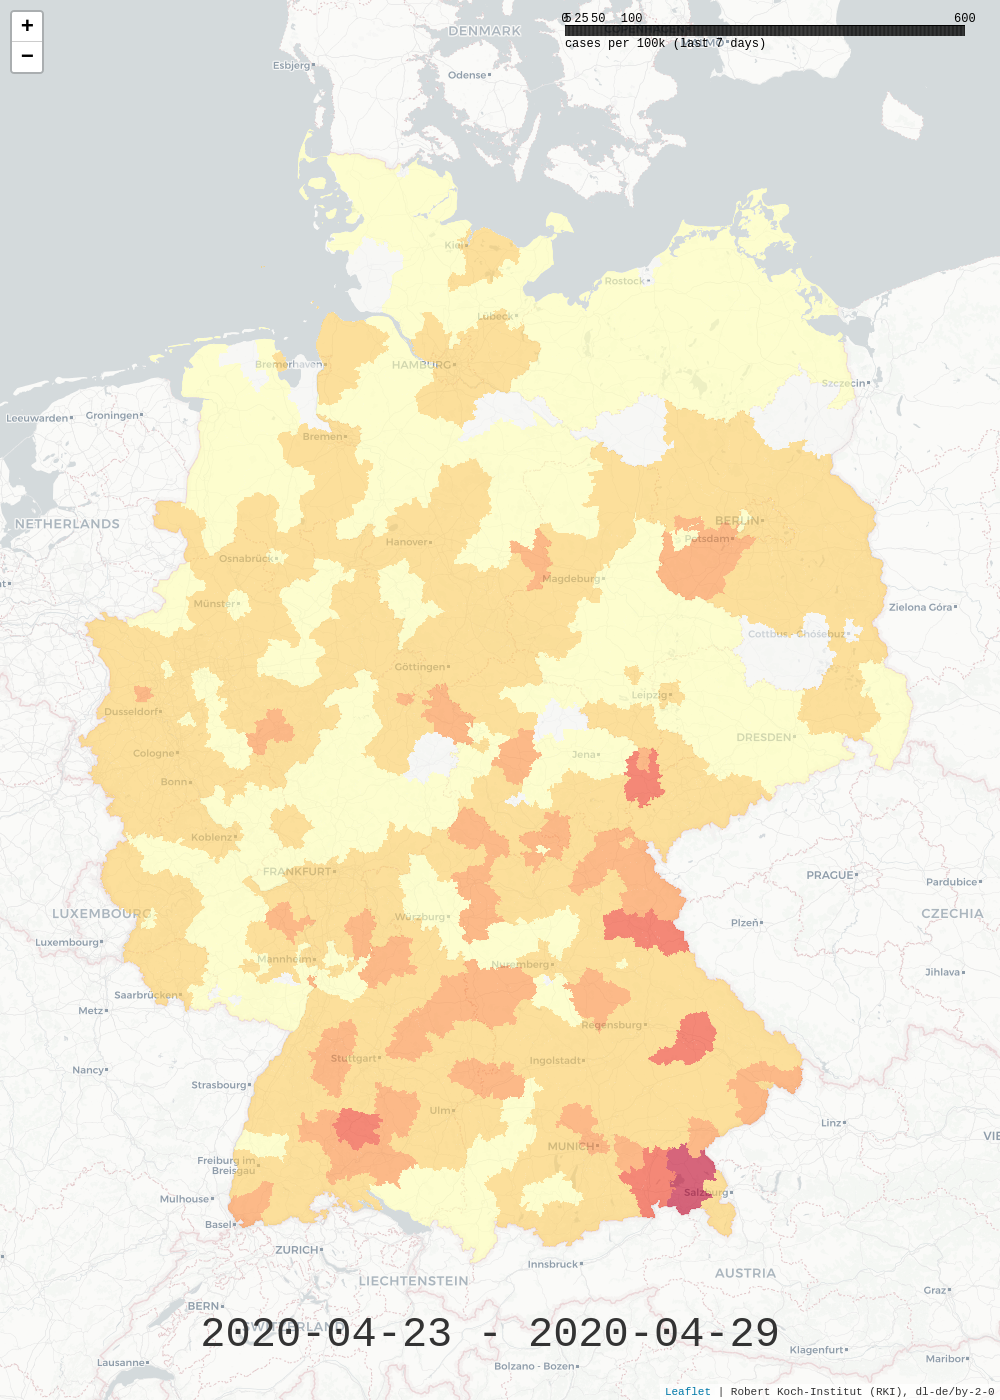 +
−
0 5 25 50 100 600
cases per 100k (last 7 days)
DENMARK
Esbjerg
Odense
Kiel
Rostock
Lübeck
Bremerhaven
HAMBURG
Szczecin
Leeuwarden
Groningen
Bremen
NETHERLANDS
BERLIN
Potsdam
Hanover
Osnabrück
Magdeburg
Münster
Zielona Góra
Cottbus - Chóśebuz
Göttingen
Leipzig
Dusseldorf
DRESDEN
Cologne
Jena
Bonn
Koblenz
FRANKFURT
PRAGUE
Pardubice
LUXEMBOURG
Würzburg
Plzeň
CZECHIA
Luxembourg
Mannheim
Nuremberg
Jihlava
Saarbrücken
Metz
Regensburg
Stuttgart
Ingolstadt
Nancy
Strasbourg
Ulm
Linz
VIE
MUNICH
Freiburg im
Breisgau
Salzburg
Mulhouse
Basel
ZURICH
Innsbruck
AUSTRIA
LIECHTENSTEIN
Graz
BERN
SWITZERLAND
2020-04-23 - 2020-04-29
Klagenfurt
Lausanne
Bolzano - Bozen
Maribor
Leaflet | Robert Koch-Institut (RKI), dl-de/by-2-0